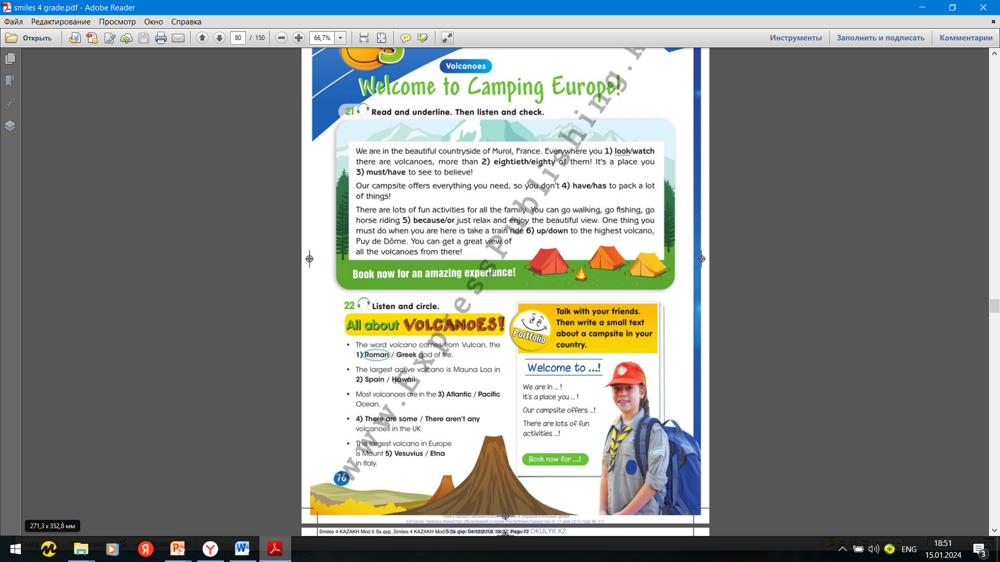 smiles 4 grade.pdf - Adobe Reader
Файл Редактирование Просмотр Окно Справка
Открыть 80 / 150 66,7% Инструменты Заполнить и подписать Комментарии
Volcanoes
Welcome to Camping Europe!
21 Read and underline. Then listen and check.
We are in the beautiful countryside of Murol, France. Everywhere you 1) look/watch
there are volcanoes, more than 2) eightieth/eighty of them! It's a place you
3) must/have to see to believe!
Our campsite offers everything you need, so you don't 4) have/has to pack a lot
of things!
There are lots of fun activities for all the family. You can go walking, go fishing, go
horse riding 5) because/or just relax and enjoy the beautiful view. One thing you
must do when you are here is take a train ride 6) up/down to the highest volcano,
Puy de Dôme. You can get a great view of
all the volcanoes from there!
Book now for an amazing experience!
22 Listen and circle.
All about VOLCANOES!
• The word volcano comes from Vulcan, the
1) Roman / Greek god of fire.
• The largest active volcano is Mauna Loa in
2) Spain / Hawaii.
• Most volcanoes are in the 3) Atlantic / Pacific
Ocean.
• 4) There are some / There aren't any
volcanoes in the UK.
• The largest volcano in Europe
is Mount 5) Vesuvius / Etna
in Italy.
76
Portfolio
Talk with your friends.
Then write a small text
about a campsite in your
country.
Welcome to ...!
We are in ... !
It's a place you ... !
Our campsite offers ...!
There are lots of fun
activities ...!
Book now for ...!
www.ExpressPublishing.k
*Книга предоставлена исключительно в образовательных целях
согласно Приказа Министра образования и науки Республики Казахстан от 17 мая 2019 года № 217
Smiles 4 KAZAKH Mod 5 Ss.qxp_Smiles 4 KAZAKH Mod 5 Ss.qxp 04/12/2018 16:37 Page 77
OKULYK.KZ
271,3 x 352,8 мм
ENG
18:51
15.01.2024
3